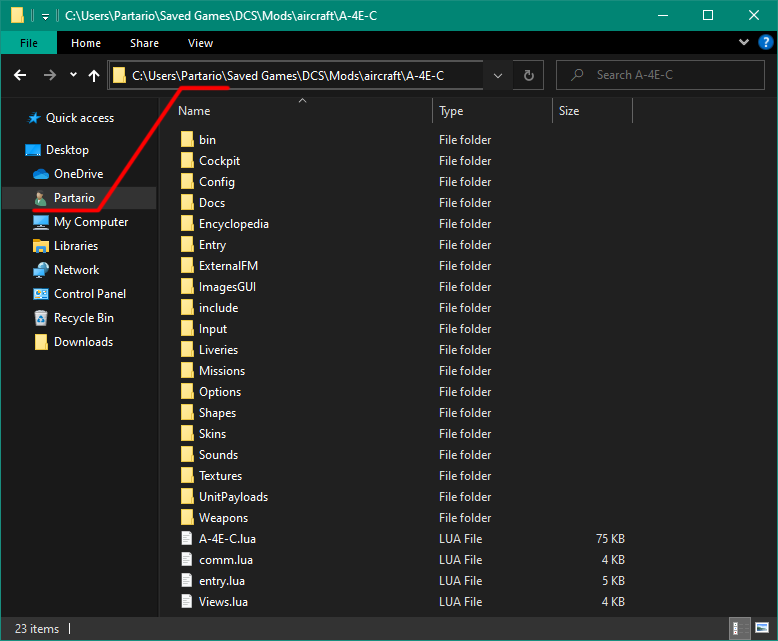 C:\Users\Partario\Saved Games\DCS\Mods\aircraft\A-4E-C
File Home Share View
C:\Users\Partario\Saved Games\DCS\Mods\aircraft\A-4E-C
Search A-4E-C
Quick access
Desktop
OneDrive
Partario
My Computer
Libraries
Network
Control Panel
Recycle Bin
Downloads
Name Type Size
bin File folder
Cockpit File folder
Config File folder
Docs File folder
Encyclopedia File folder
Entry File folder
ExternalFM File folder
ImagesGUI File folder
include File folder
Input File folder
Liveries File folder
Missions File folder
Options File folder
Shapes File folder
Skins File folder
Sounds File folder
Textures File folder
UnitPayloads File folder
Weapons File folder
A-4E-C.lua LUA File 75 KB
comm.lua LUA File 4 KB
entry.lua LUA File 5 KB
Views.lua LUA File 4 KB
23 items